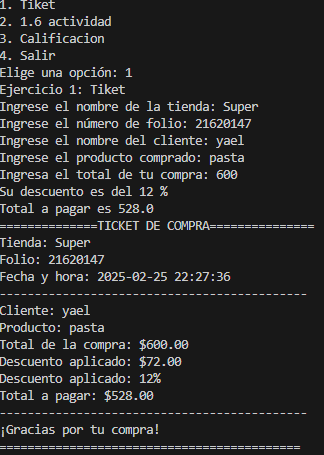 1. Tiket
2. 1.6 actividad
3. Calificacion
4. Salir
Elige una opción: 1
Ejercicio 1: Tiket
Ingrese el nombre de la tienda: Super
Ingrese el número de folio: 21620147
Ingrese el nombre del cliente: yael
Ingrese el producto comprado: pasta
Ingresa el total de tu compra: 600
Su descuento es del 12 %
Total a pagar es 528.0
==============TICKET DE COMPRA===============
Tienda: Super
Folio: 21620147
Fecha y hora: 2025-02-25 22:27:36
--------------------------------------------
Cliente: yael
Producto: pasta
Total de la compra: $600.00
Descuento aplicado: $72.00
Descuento aplicado: 12%
Total a pagar: $528.00
--------------------------------------------
¡Gracias por tu compra!
===========================================